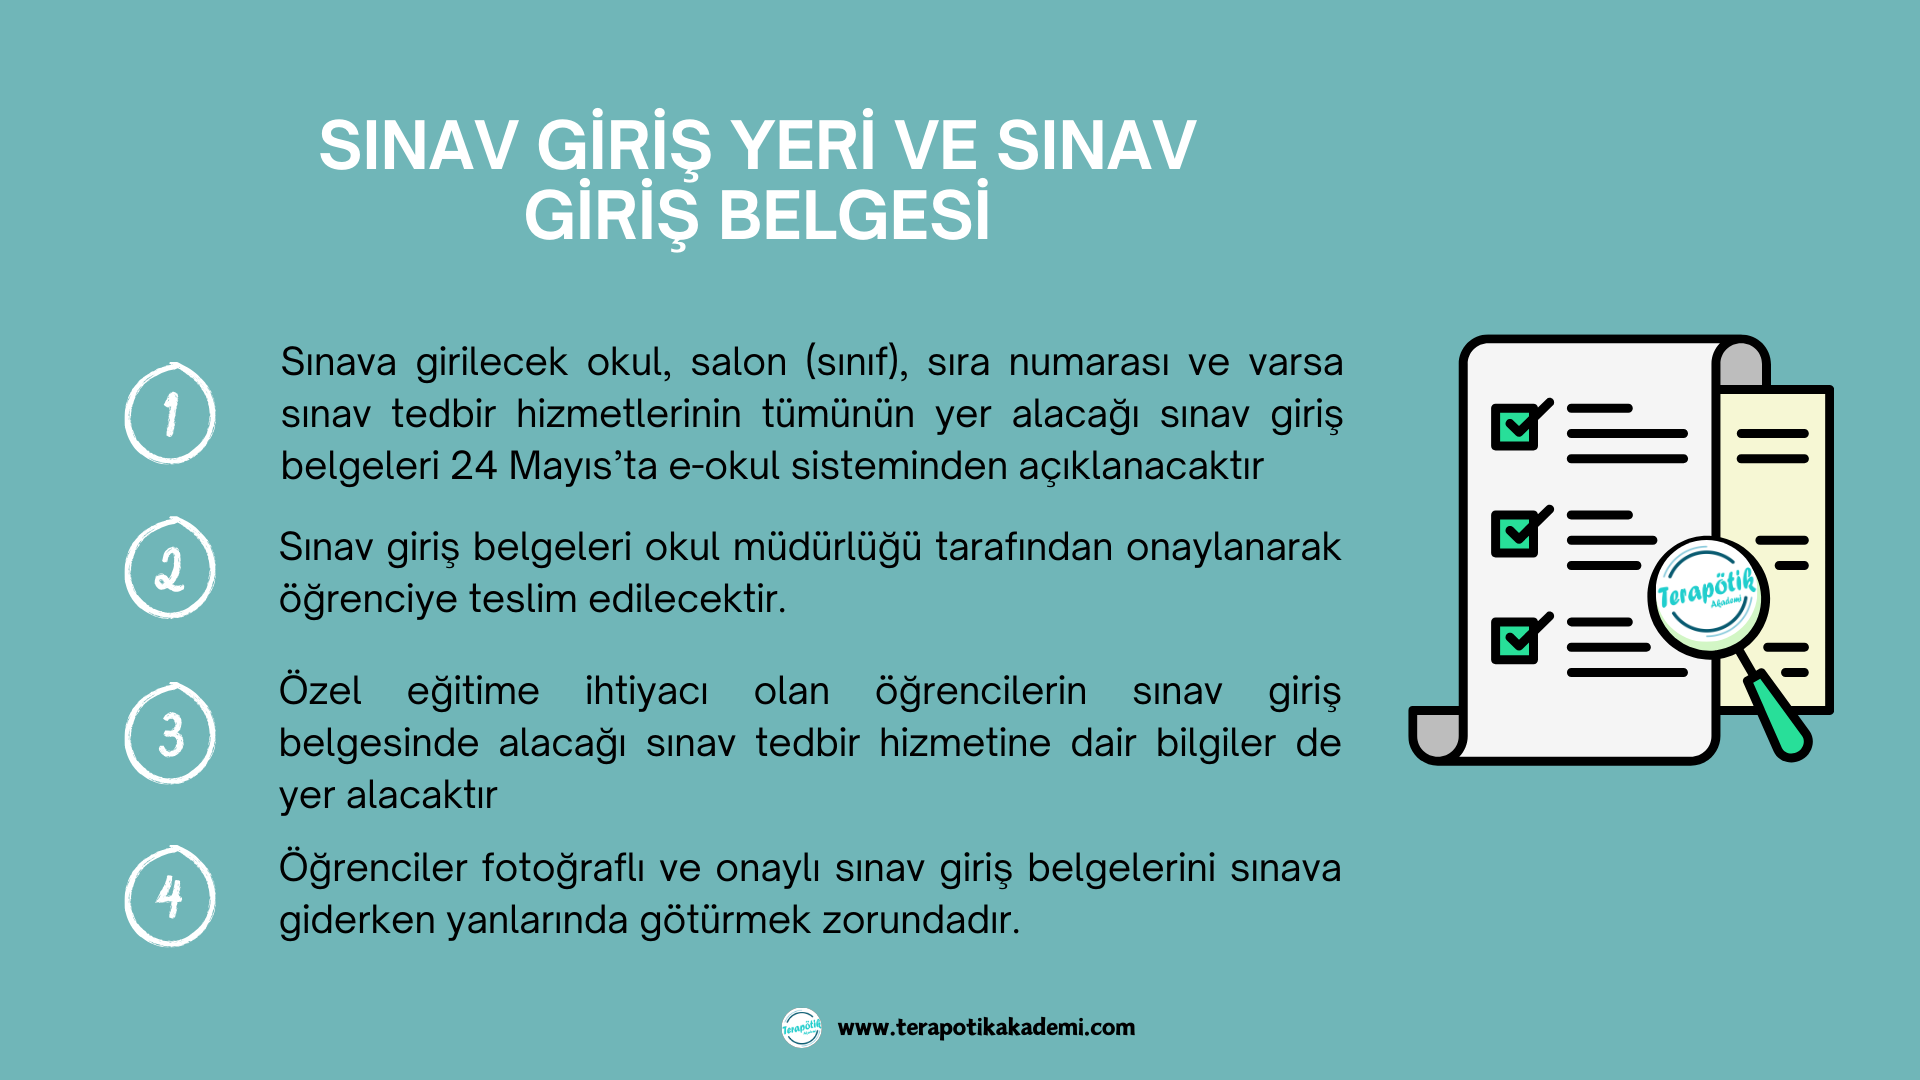 SINAV GİRİŞ YERİ VE SINAV
GİRİŞ BELGESİ
1
Sınava girilecek okul, salon (sınıf), sıra numarası ve varsa
sınav tedbir hizmetlerinin tümünün yer alacağı sınav giriş
belgeleri 24 Mayıs’ta e-okul sisteminden açıklanacaktır
2
Sınav giriş belgeleri okul müdürlüğü tarafından onaylanarak
öğrenciye teslim edilecektir.
3
Özel eğitime ihtiyacı olan öğrencilerin sınav giriş
belgesinde alacağı sınav tedbir hizmetine dair bilgiler de
yer alacaktır
4
Öğrenciler fotoğraflı ve onaylı sınav giriş belgelerini sınava
giderken yanlarında götürmek zorundadır.
Terapötik
Akademi
Terapötik
Akademi
www.terapotikakademi.com